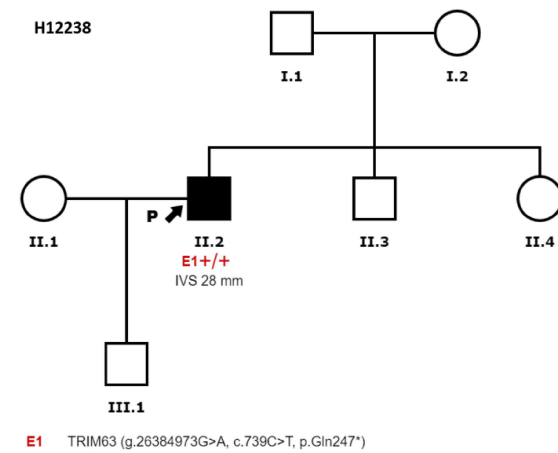 H12238
I.1 I.2
P
II.1 II.2 II.3 II.4
E1+/+
IVS 28 mm
III.1
E1 TRIM63 (g.26384973G>A, c.739C>T, p.Gln247*)